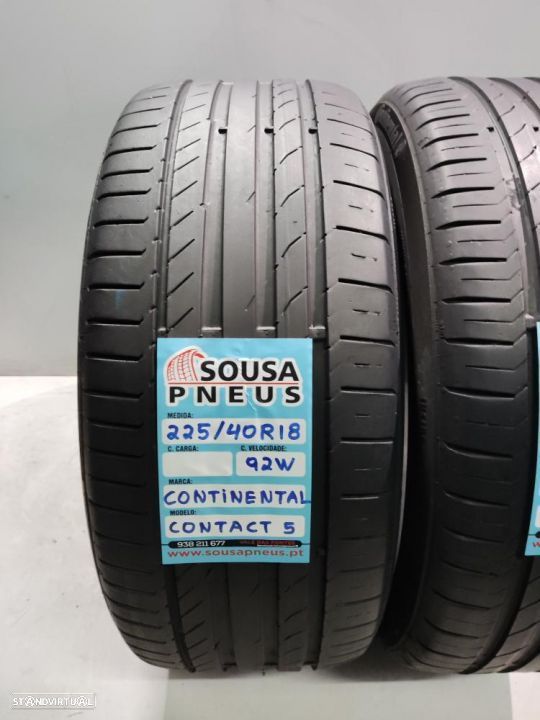 SOUSA
PNEUS
MEDIDA:
225/40R18
C. CARGA: C. VELOCIDADE:
92W
MARCA:
CONTINENTAL
MODELO:
CONTACT 5
938 211 677
www.sousapneus.pt
STANDVIRTUAL